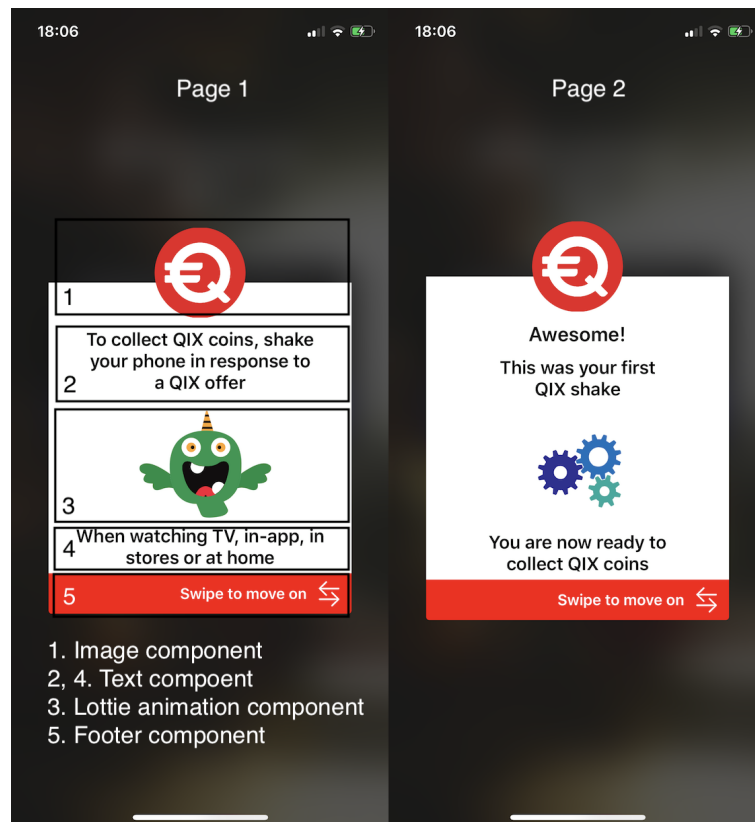 18:06
Page 1
1
To collect QIX coins, shake
your phone in response to
a QIX offer
2
3
When watching TV, in-app, in
stores or at home
4
5
Swipe to move on
1. Image component
2, 4. Text compoent
3. Lottie animation component
5. Footer component
18:06
Page 2
Awesome!
This was your first
QIX shake
You are now ready to
collect QIX coins
Swipe to move on